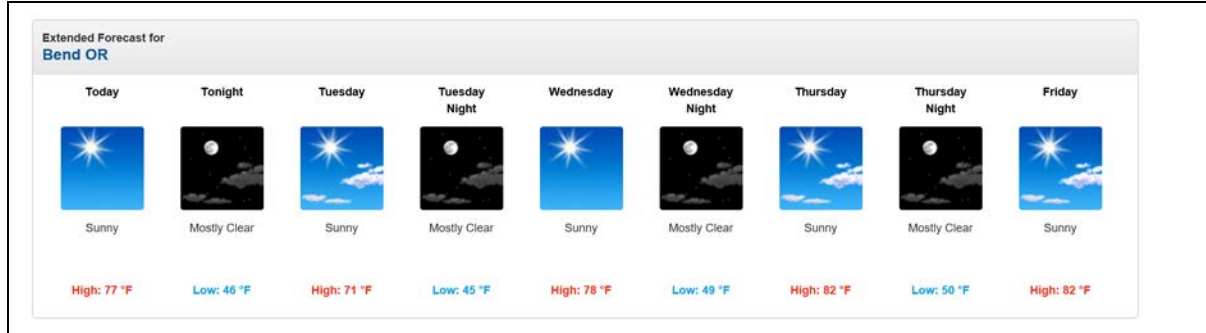 Extended Forecast for
Bend OR
Today
Tonight
Tuesday
Tuesday
Night
Wednesday
Wednesday
Night
Thursday
Thursday
Night
Friday
Sunny
Mostly Clear
Sunny
Mostly Clear
Sunny
Mostly Clear
Sunny
Mostly Clear
Sunny
High: 77 °F
Low: 46 °F
High: 71 °F
Low: 45 °F
High: 78 °F
Low: 49 °F
High: 82 °F
Low: 50 °F
High: 82 °F